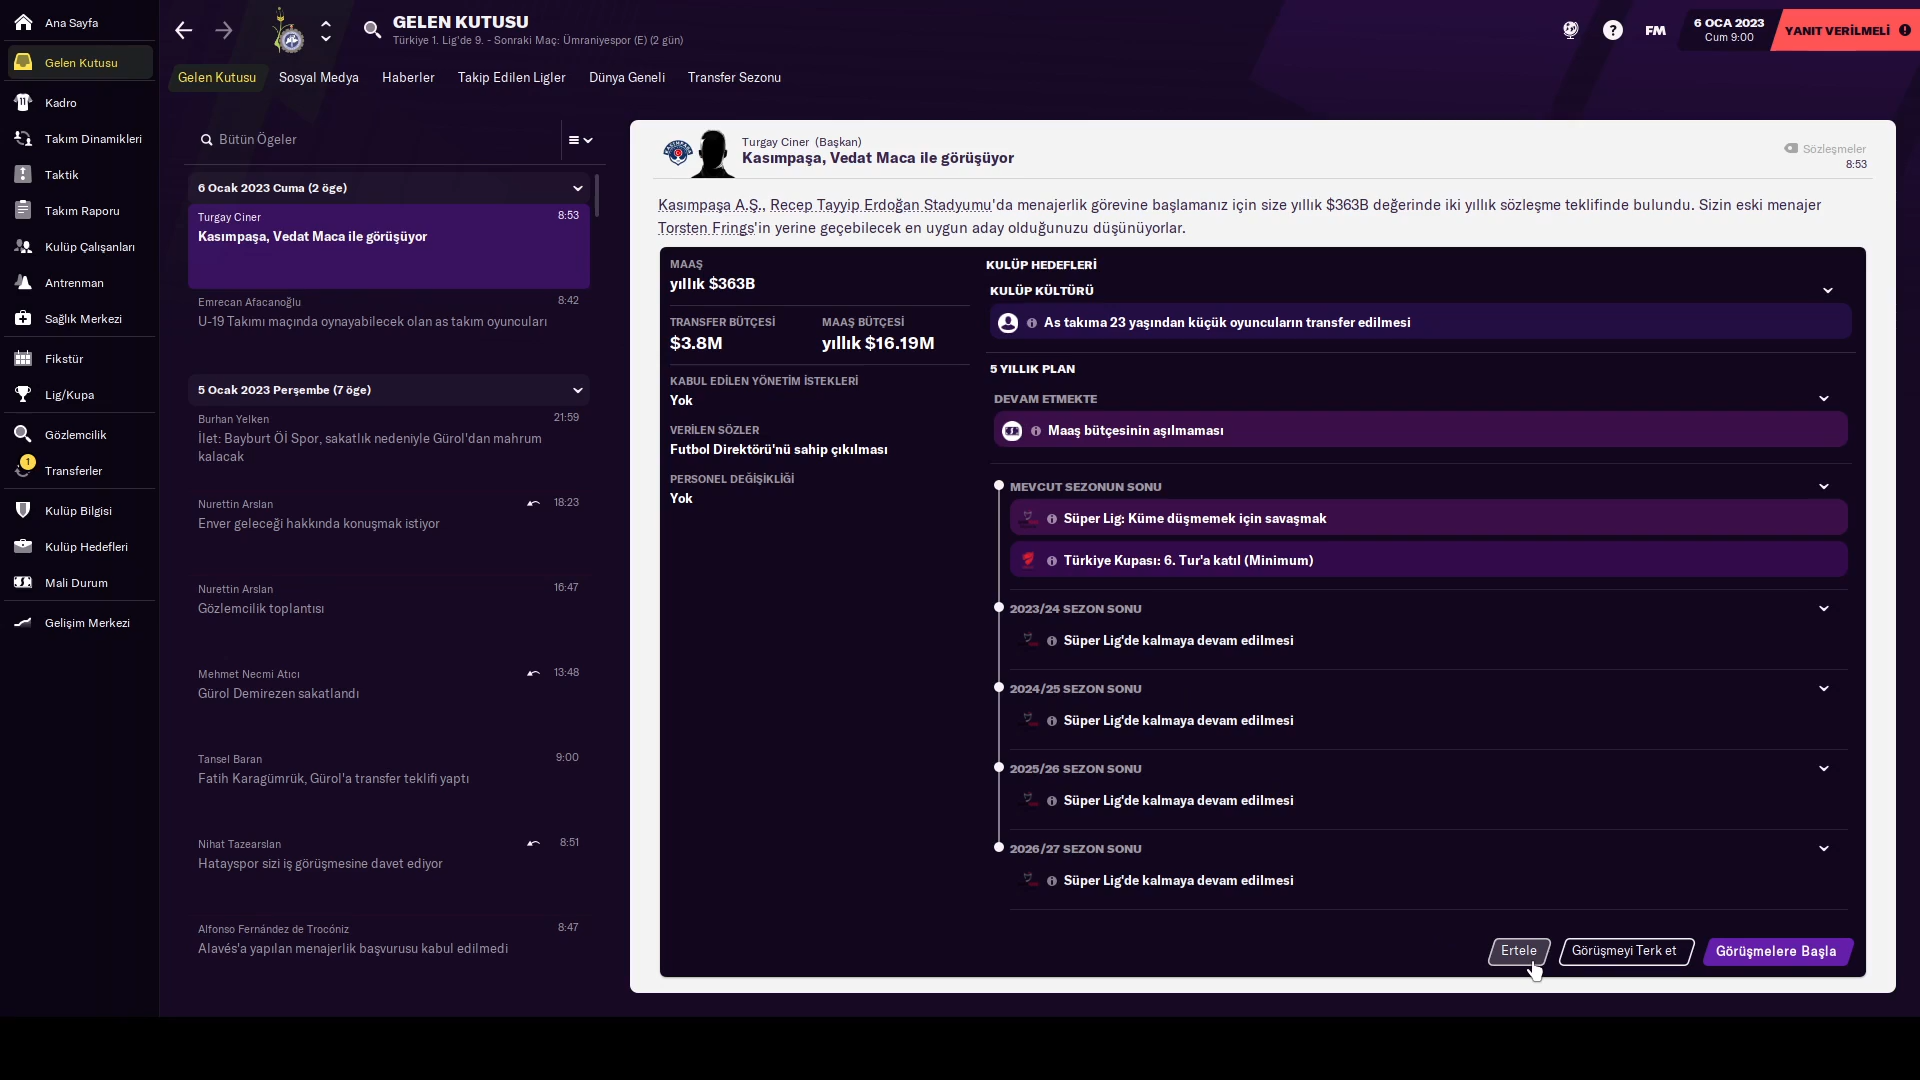 Ana Sayfa
Gelen Kutusu
Kadro
Takım Dinamikleri
Taktik
Takım Raporu
Kulüp Çalışanları
Antrenman
Sağlık Merkezi
Fikstür
Lig/Kupa
Gözlemcilik
1
Transferler
Kulüp Bilgisi
Kulüp Hedefleri
Mali Durum
Gelişim Merkezi
GELEN KUTUSU
Türkiye 1. Lig'de 9. - Sonraki Maç: Ümraniyespor (E) (2 gün)
FM
6 OCA 2023
Cum 9:00
YANIT VERİLMELİ
Gelen Kutusu Sosyal Medya Haberler Takip Edilen Ligler Dünya Geneli Transfer Sezonu
Bütün Ögeler
6 Ocak 2023 Cuma (2 öge)
Turgay Ciner 8:53
Kasımpaşa, Vedat Maca ile görüşüyor
Emrecan Afacanoğlu 8:42
U-19 Takımı maçında oynayabilecek olan as takım oyuncuları
5 Ocak 2023 Perşembe (7 öge)
Burhan Yelken 21:59
İlet: Bayburt Öİ Spor, sakatlık nedeniyle Gürol'dan mahrum
kalacak
Nurettin Arslan 18:23
Enver geleceği hakkında konuşmak istiyor
Nurettin Arslan 16:47
Gözlemcilik toplantısı
Mehmet Necmi Atıcı 13:48
Gürol Demirezen sakatlandı
Tansel Baran 9:00
Fatih Karagümrük, Gürol'a transfer teklifi yaptı
Nihat Tazearslan 8:51
Hatayspor sizi iş görüşmesine davet ediyor
Alfonso Fernández de Trocóniz 8:47
Alavés'a yapılan menajerlik başvurusu kabul edilmedi
Turgay Ciner (Başkan)
Kasımpaşa, Vedat Maca ile görüşüyor
Sözleşmeler
8:53
Kasımpaşa A.Ş., Recep Tayyip Erdoğan Stadyumu'da menajerlik görevine başlamanız için size yıllık $363B değerinde iki yıllık sözleşme teklifinde bulundu. Sizin eski menajer
Torsten Frings'in yerine geçebilecek en uygun aday olduğunuzu düşünüyorlar.
MAAŞ
yıllık $363B
TRANSFER BÜTÇESİ MAAŞ BÜTÇESİ
$3.8M yıllık $16.19M
KABUL EDİLEN YÖNETİM İSTEKLERİ
Yok
VERİLEN SÖZLER
Futbol Direktörü'nü sahip çıkılması
PERSONEL DEĞİŞİKLİĞİ
Yok
KULÜP HEDEFLERİ
KULÜP KÜLTÜRÜ
As takıma 23 yaşından küçük oyuncuların transfer edilmesi
5 YILLIK PLAN
DEVAM ETMEKTE
Maaş bütçesinin aşılmaması
MEVCUT SEZONUN SONU
Süper Lig: Küme düşmemek için savaşmak
Türkiye Kupası: 6. Tur'a katıl (Minimum)
2023/24 SEZON SONU
Süper Lig'de kalmaya devam edilmesi
2024/25 SEZON SONU
Süper Lig'de kalmaya devam edilmesi
2025/26 SEZON SONU
Süper Lig'de kalmaya devam edilmesi
2026/27 SEZON SONU
Süper Lig'de kalmaya devam edilmesi
Ertele Görüşmeyi Terk et Görüşmelere Başla